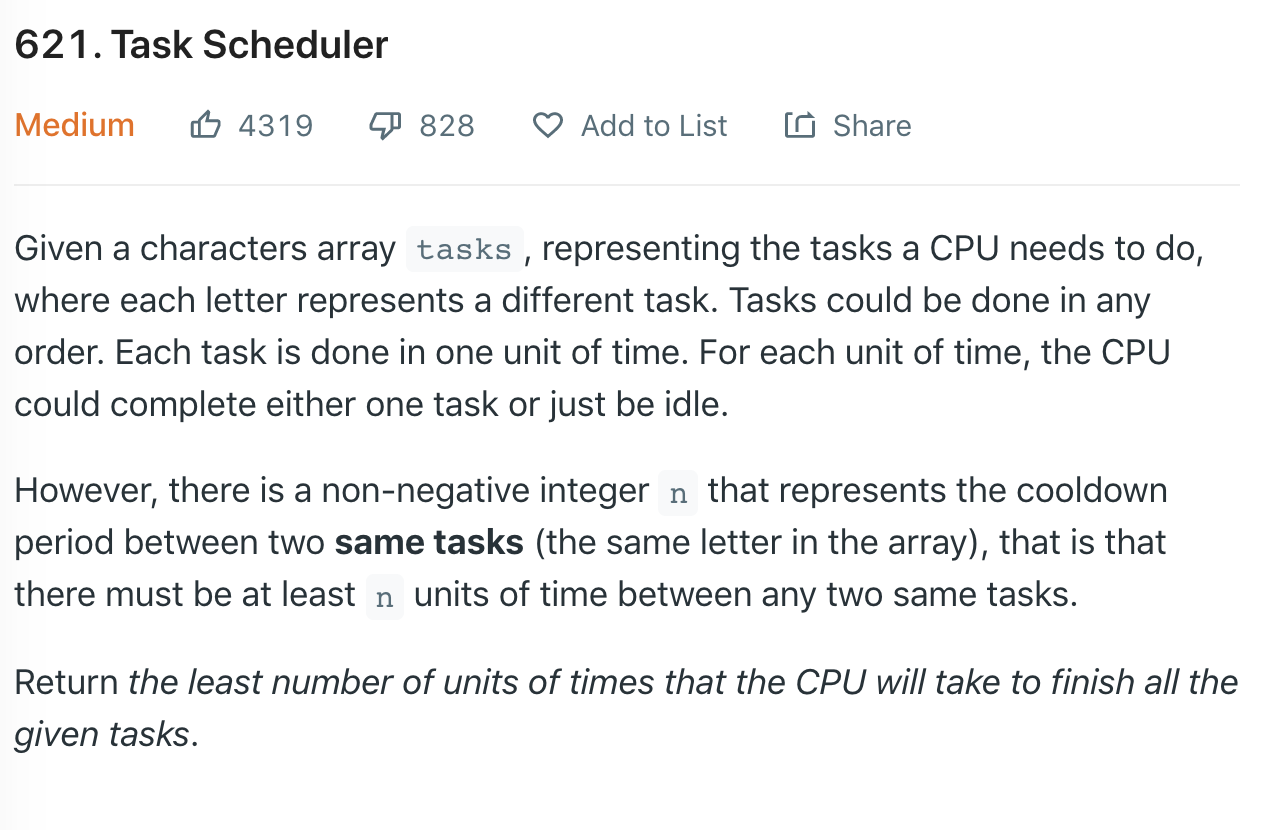 621. Task Scheduler
Medium 4319 828 Add to List Share
Given a characters array tasks, representing the tasks a CPU needs to do,
where each letter represents a different task. Tasks could be done in any
order. Each task is done in one unit of time. For each unit of time, the CPU
could complete either one task or just be idle.
However, there is a non-negative integer n that represents the cooldown
period between two same tasks (the same letter in the array), that is that
there must be at least n units of time between any two same tasks.
Return the least number of units of times that the CPU will take to finish all the
given tasks.